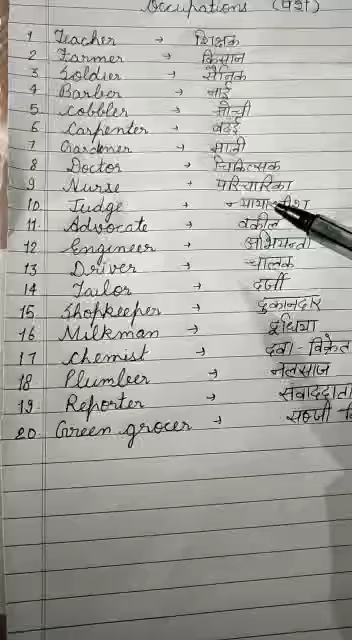 Occupations (पेशे)
1 Teacher → शिक्षक
2 Farmer → किसान
3 Soldier → सैनिक
4 Barber → नाई
5 Cobbler → मोची
6 Carpenter → बढ़ई
7 Gardener → माली
8 Doctor → चिकित्सक
9 Nurse → परिचारिका
10 Judge →
11. Advocate → वकील
12 Engineer → अभियन्ता
13 Driver → चालक
14 Tailor → दर्जी
15 Shopkeeper → दुकानदार
16 Milkman → दूधिया
17 Chemist → दवा-विक्रेत
18 Plumber → नलसाज
19. Reporter → संवाददाता
20. Green grocer → सब्जी